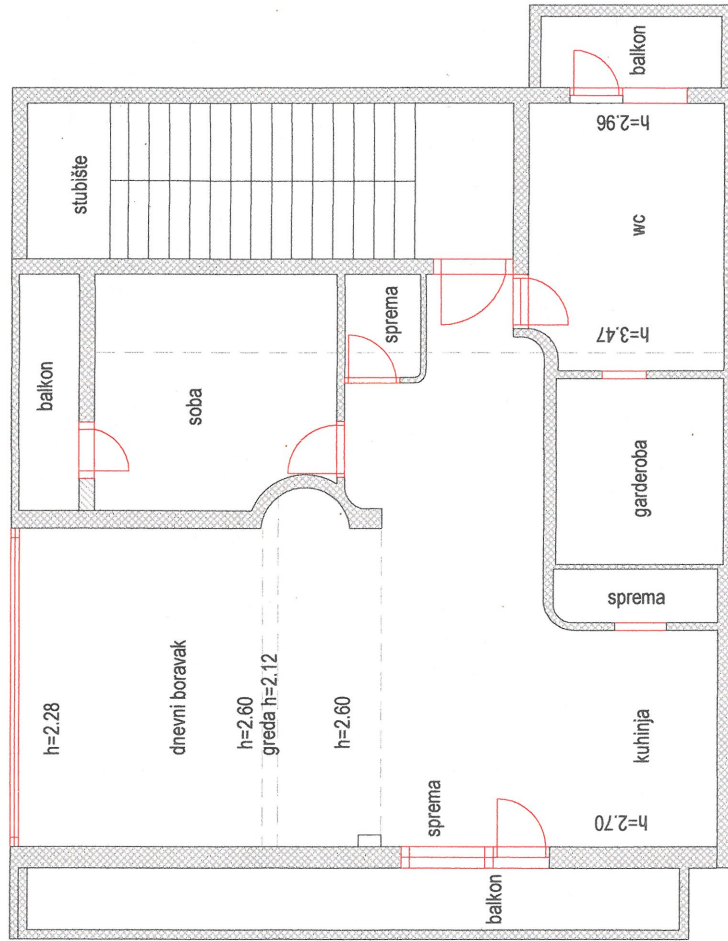 balkon
stubište
h=2.96
wc
h=3.47
balkon
soba
sprema
garderoba
sprema
h=2.28
dnevni boravak
h=2.60
greda h=2.12
h=2.60
sprema
kuhinja
h=2.70
balkon